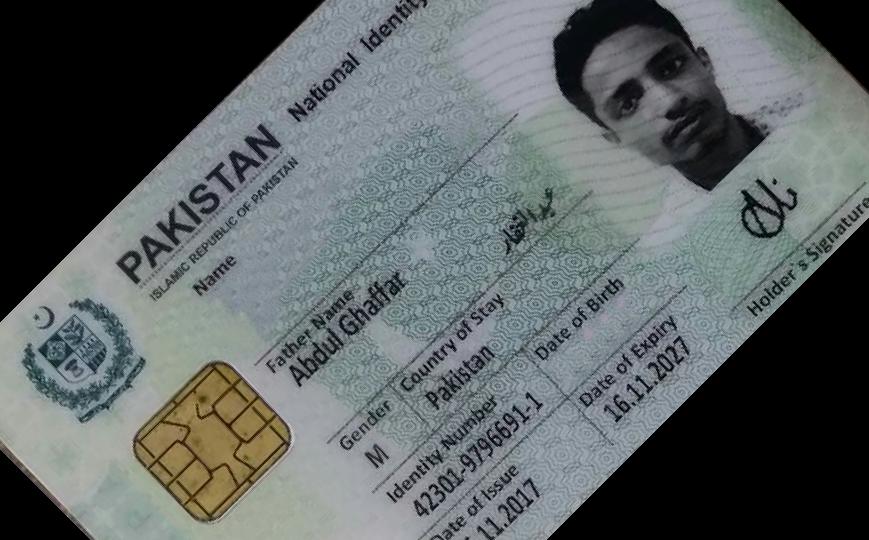 PAKISTAN National Identity
ISLAMIC REPUBLIC OF PAKISTAN
Name
Father Name
Abdul Ghaffar
عبدالغفار
Gender
M
Country of Stay
Pakistan
Identity Number
42301-9796691-1
Date of Birth
Date of Issue
.11.2017
Date of Expiry
16.11.2027
Holder's Signature